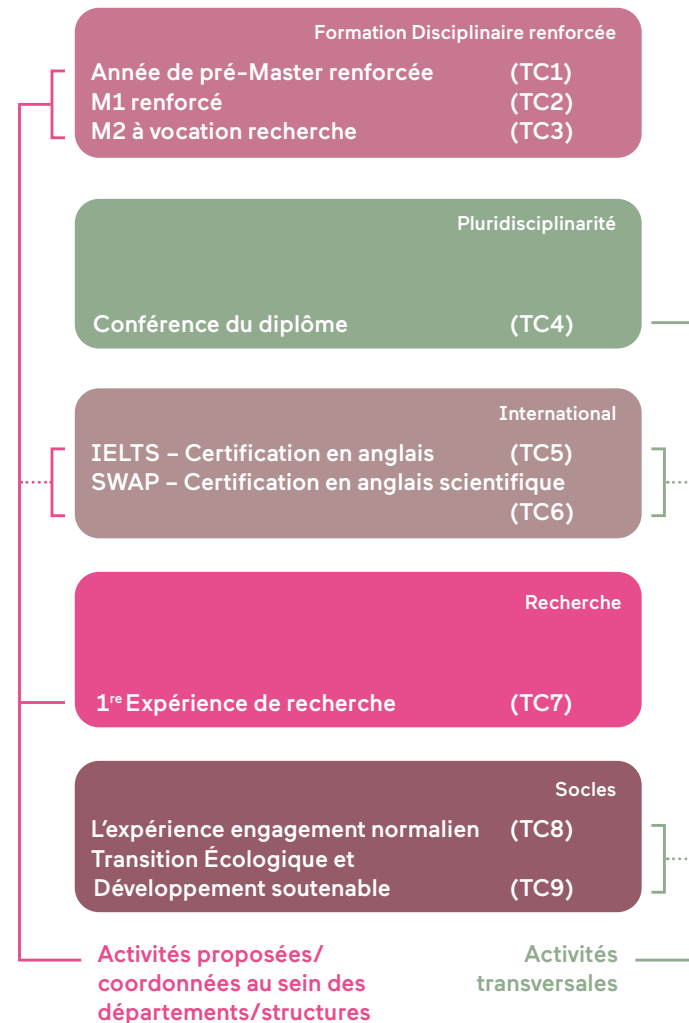 Formation Disciplinaire renforcée
Année de pré-Master renforcée (TC1)
M1 renforcé (TC2)
M2 à vocation recherche (TC3)
Pluridisciplinarité
Conférence du diplôme (TC4)
International
IELTS – Certification en anglais (TC5)
SWAP – Certification en anglais scientifique
(TC6)
Recherche
1re Expérience de recherche (TC7)
Socles
L'expérience engagement normalien (TC8)
Transition Écologique et
Développement soutenable (TC9)
Activités proposées/
coordonnées au sein des
départements/structures
Activités
transversales